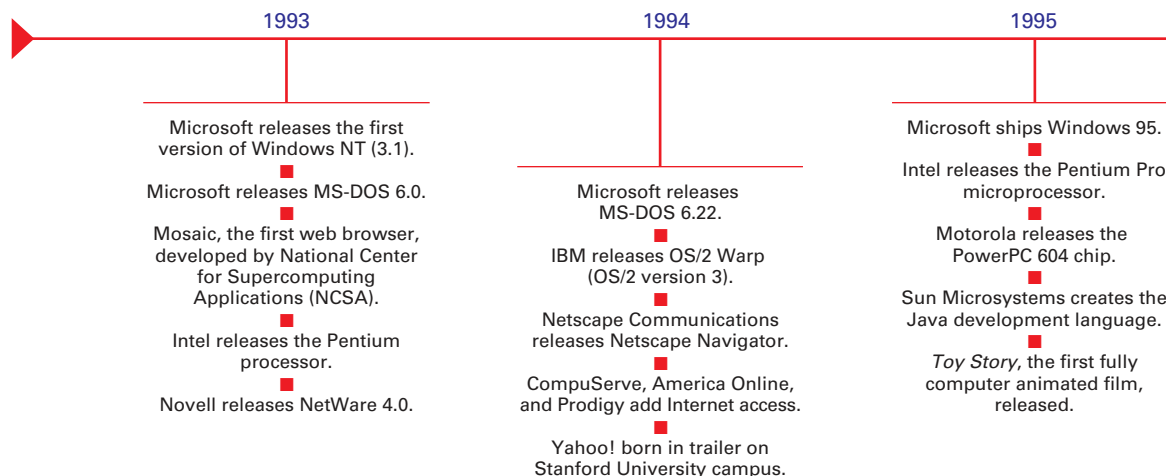 1993
Microsoft releases the first
version of Windows NT (3.1).
Microsoft releases MS-DOS 6.0.
Mosaic, the first web browser,
developed by National Center
for Supercomputing
Applications (NCSA).
Intel releases the Pentium
processor.
Novell releases NetWare 4.0.
1994
Microsoft releases
MS-DOS 6.22.
IBM releases OS/2 Warp
(OS/2 version 3).
Netscape Communications
releases Netscape Navigator.
CompuServe, America Online,
and Prodigy add Internet access.
Yahoo! born in trailer on
Stanford University campus.
1995
Microsoft ships Windows 95.
Intel releases the Pentium Pro
microprocessor.
Motorola releases the
PowerPC 604 chip.
Sun Microsystems creates the
Java development language.
Toy Story, the first fully
computer animated film,
released.